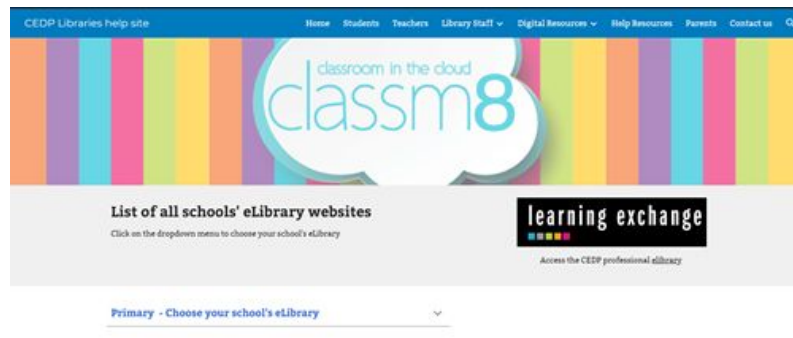 CEDP Libraries help site
Home Students Teachers Library Staff Digital Resources Help Resources Parents Contact us
classroom in the cloud
classm8
List of all schools' eLibrary websites
Click on the dropdown menu to choose your school's eLibrary
learning exchange
Access the CEDP professional elibrary
Primary - Choose your school's eLibrary